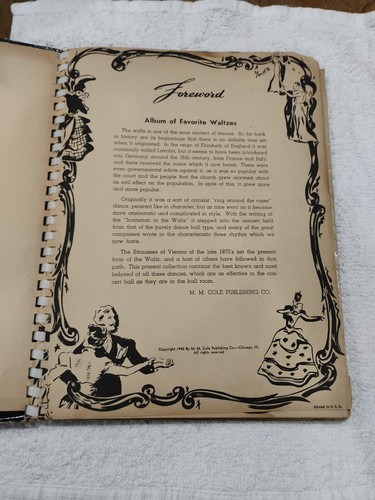 Foreword
Album of Favorite Waltzes
The waltz is one of the most ancient of dances. So far back
in history are its beginnings that there is no definite time set
when it originated. In the reign of Elizabeth of England it was
commonly called Lavolta, but it seems to have been introduced
into Germany around the 16th century, from France and Italy,
and there received the name which it now bears. There were
even governmental edicts against it, as it was so popular with
the court and the people that the church grew alarmed about
its evil effect on the population. In spite of this, it grew more
and more popular.
Originally it was a sort of circular "ring around the roses"
dance, peasant like in character, but as time went on it became
more aristocratic and complicated in style. With the writing of
the "Invitation to the Waltz" it stepped into the concert field
from that of the purely dance hall type, and many of the great
composers wrote in the characteristic three rhythm which we
now have.
The Strausses of Vienna of the late 1870's set the present
form of the Waltz, and a host of others have followed in that
path. This present collection contains the best known and most
beloved of all these dances, which are as effective in the con-
cert hall as they are in the ball room.
M. M. COLE PUBLISHING CO.
Copyright 1940 By M. M. Cole Publishing Co.—Chicago, Ill.
All rights reserved
Printed in U. S. A.